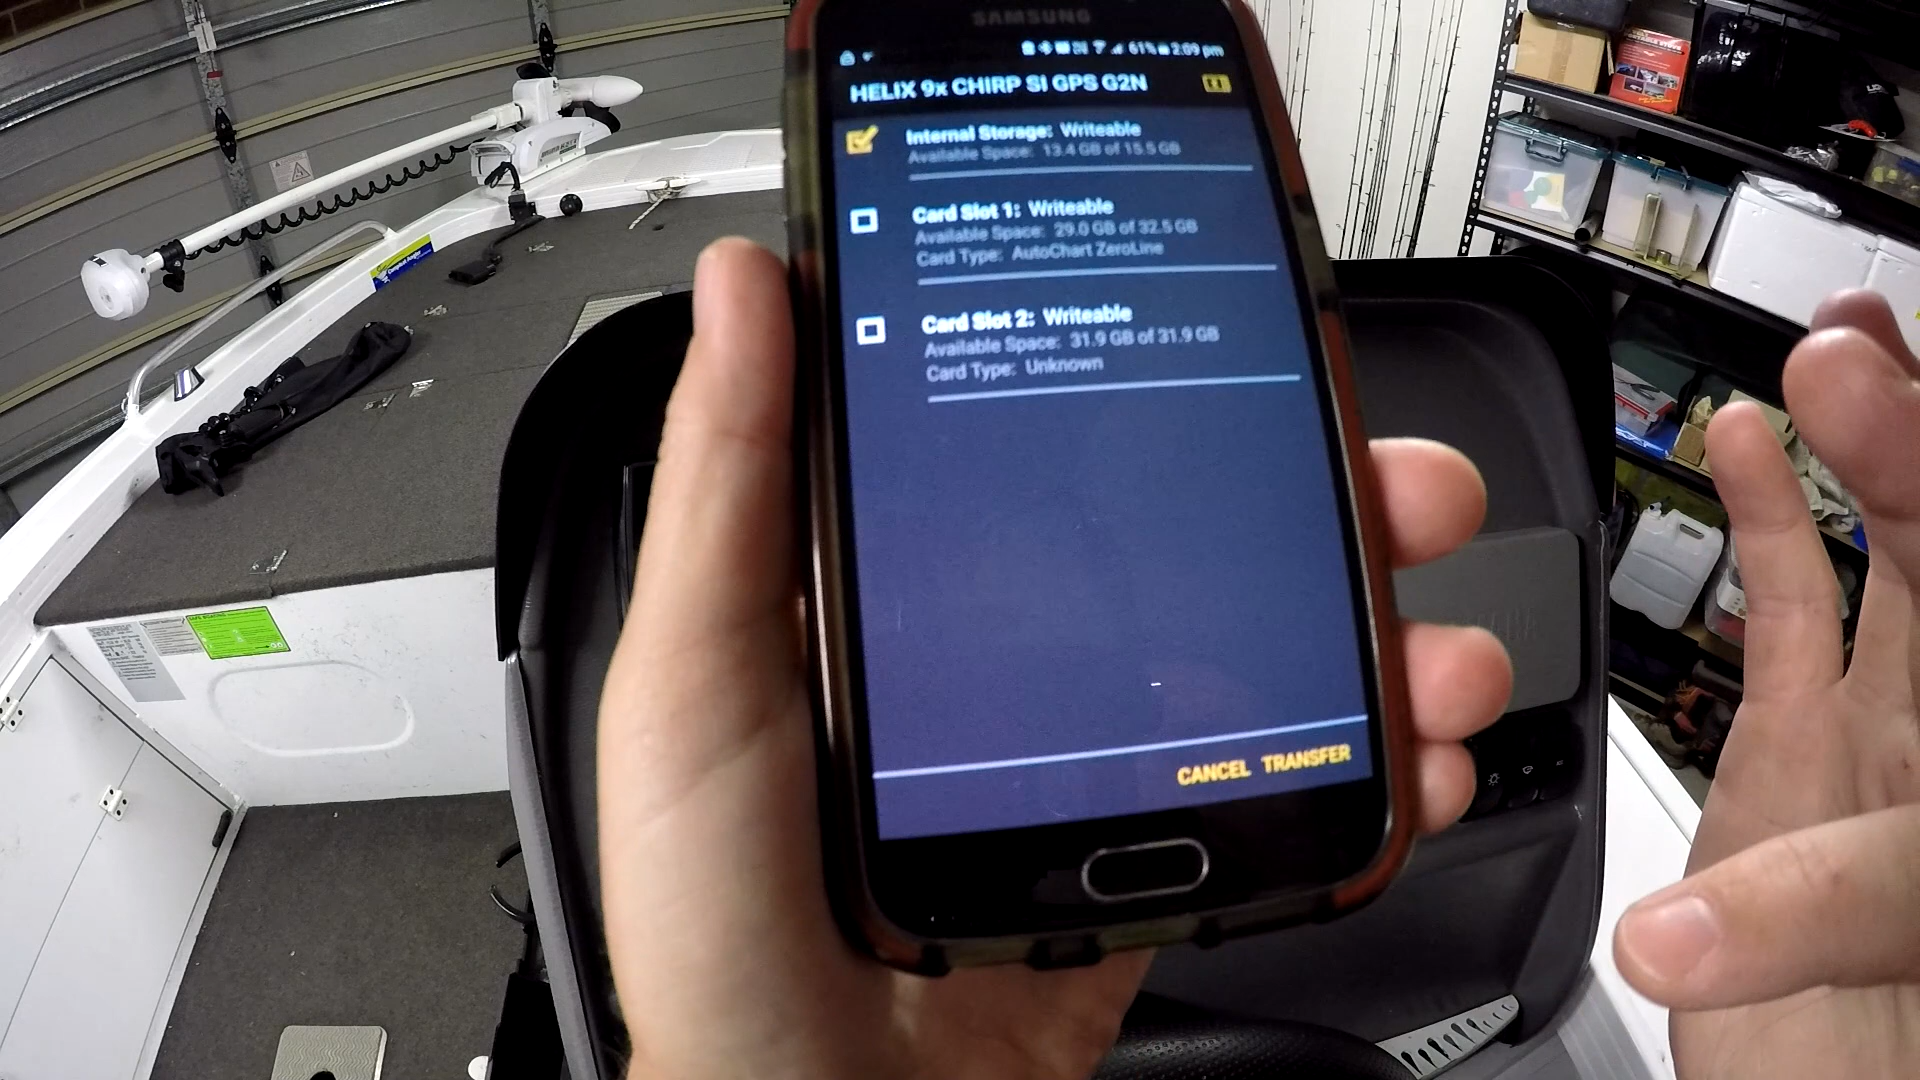 SAMSUNG
61% 2:09 pm
HELIX 9x CHIRP SI GPS G2N
Internal Storage: Writeable
Available Space: 13.4 GB of 15.5 GB
Card Slot 1: Writeable
Available Space: 29.0 GB of 32.5 GB
Card Type: AutoChart ZeroLine
Card Slot 2: Writeable
Available Space: 31.9 GB of 31.9 GB
Card Type: Unknown
CANCEL TRANSFER